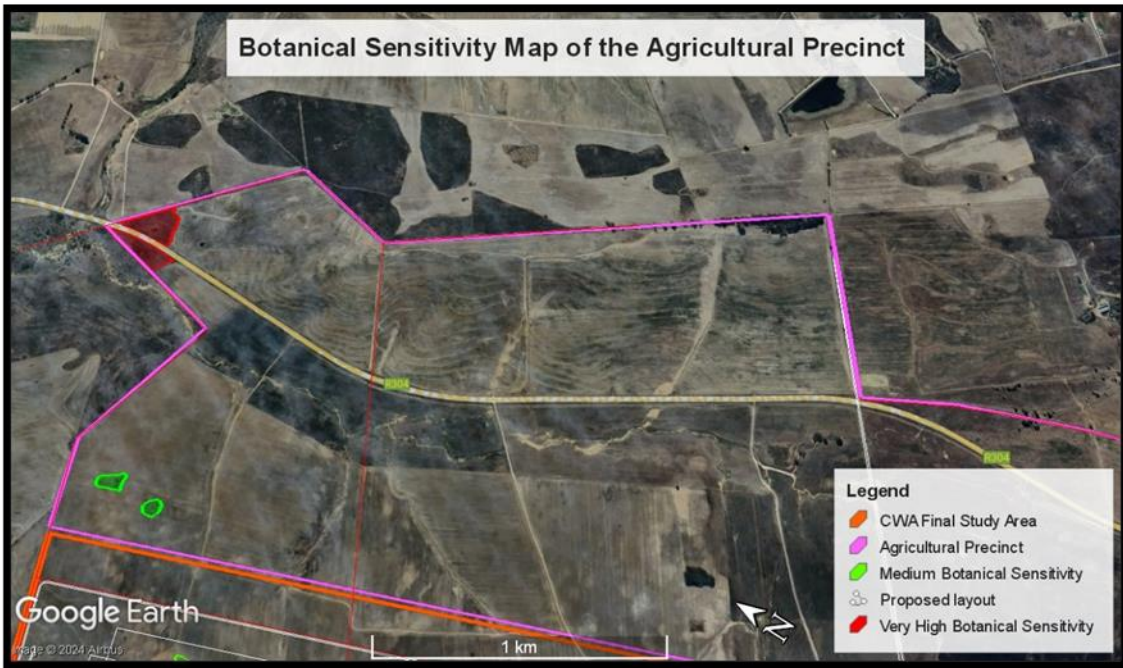 Botanical Sensitivity Map of the Agricultural Precinct
R304
R304
Legend
CWA Final Study Area
Agricultural Precinct
Medium Botanical Sensitivity
Proposed layout
Very High Botanical Sensitivity
N
Google Earth
Image © 2024 Airbus
1 km